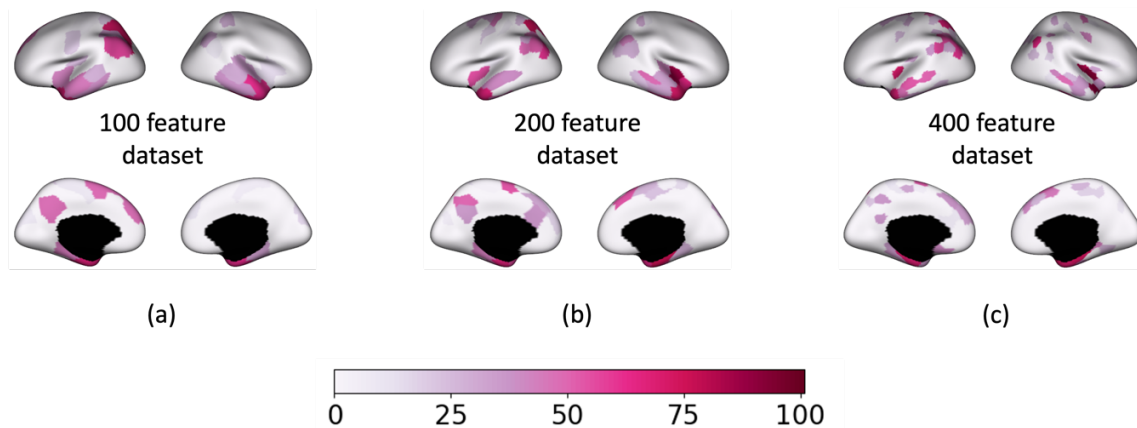 100 feature
dataset
200 feature
dataset
400 feature
dataset
(a)
(b)
(c)
0 25 50 75 100